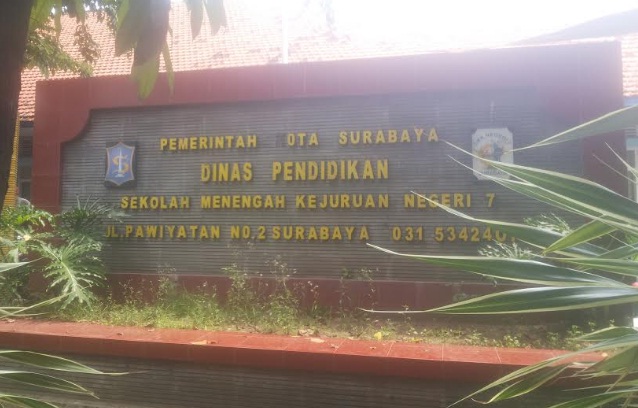 PEMERINTAH OTA SURABAYA
DINAS PENDIDIKAN
SEKOLAH MENENGAH KEJURUAN NEGERI 7
JL.PAWIYATAN NO.2 SURABAYA 031 534240